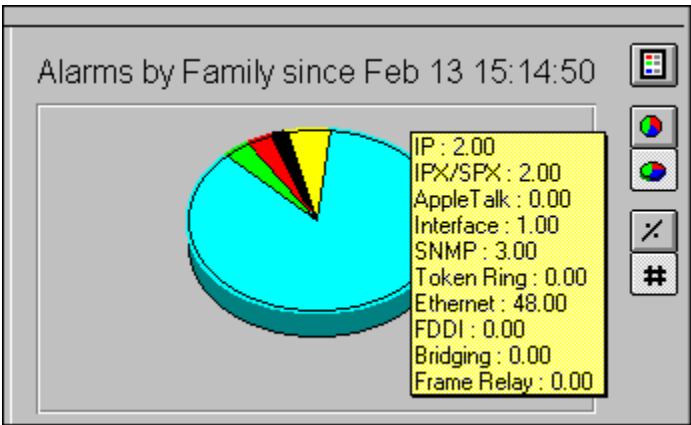 Alarms by Family since Feb 13 15:14:50
IP : 2.00
IPX/SPX : 2.00
AppleTalk : 0.00
Interface : 1.00
SNMP : 3.00
Token Ring : 0.00
Ethernet : 48.00
FDDI : 0.00
Bridging : 0.00
Frame Relay : 0.00
%
#